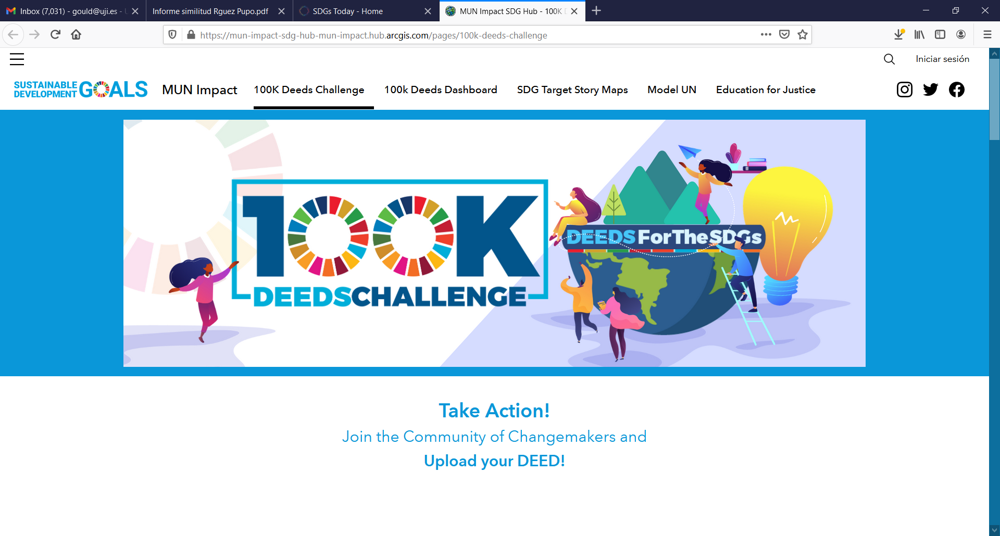 Inbox (7,031) - gould@uji.es -
Informe similitud Rguez Pupo.pdf
SDGs Today - Home
MUN Impact SDG Hub - 100K
https://mun-impact-sdg-hub-mun-impact.hub.arcgis.com/pages/100k-deeds-challenge
Iniciar sesión
SUSTAINABLE DEVELOPMENT GOALS
MUN Impact
100K Deeds Challenge
100k Deeds Dashboard
SDG Target Story Maps
Model UN
Education for Justice
100K
DEEDSCHALLENGE
DEEDS ForTheSDGs
Take Action!
Join the Community of Changemakers and
Upload your DEED!